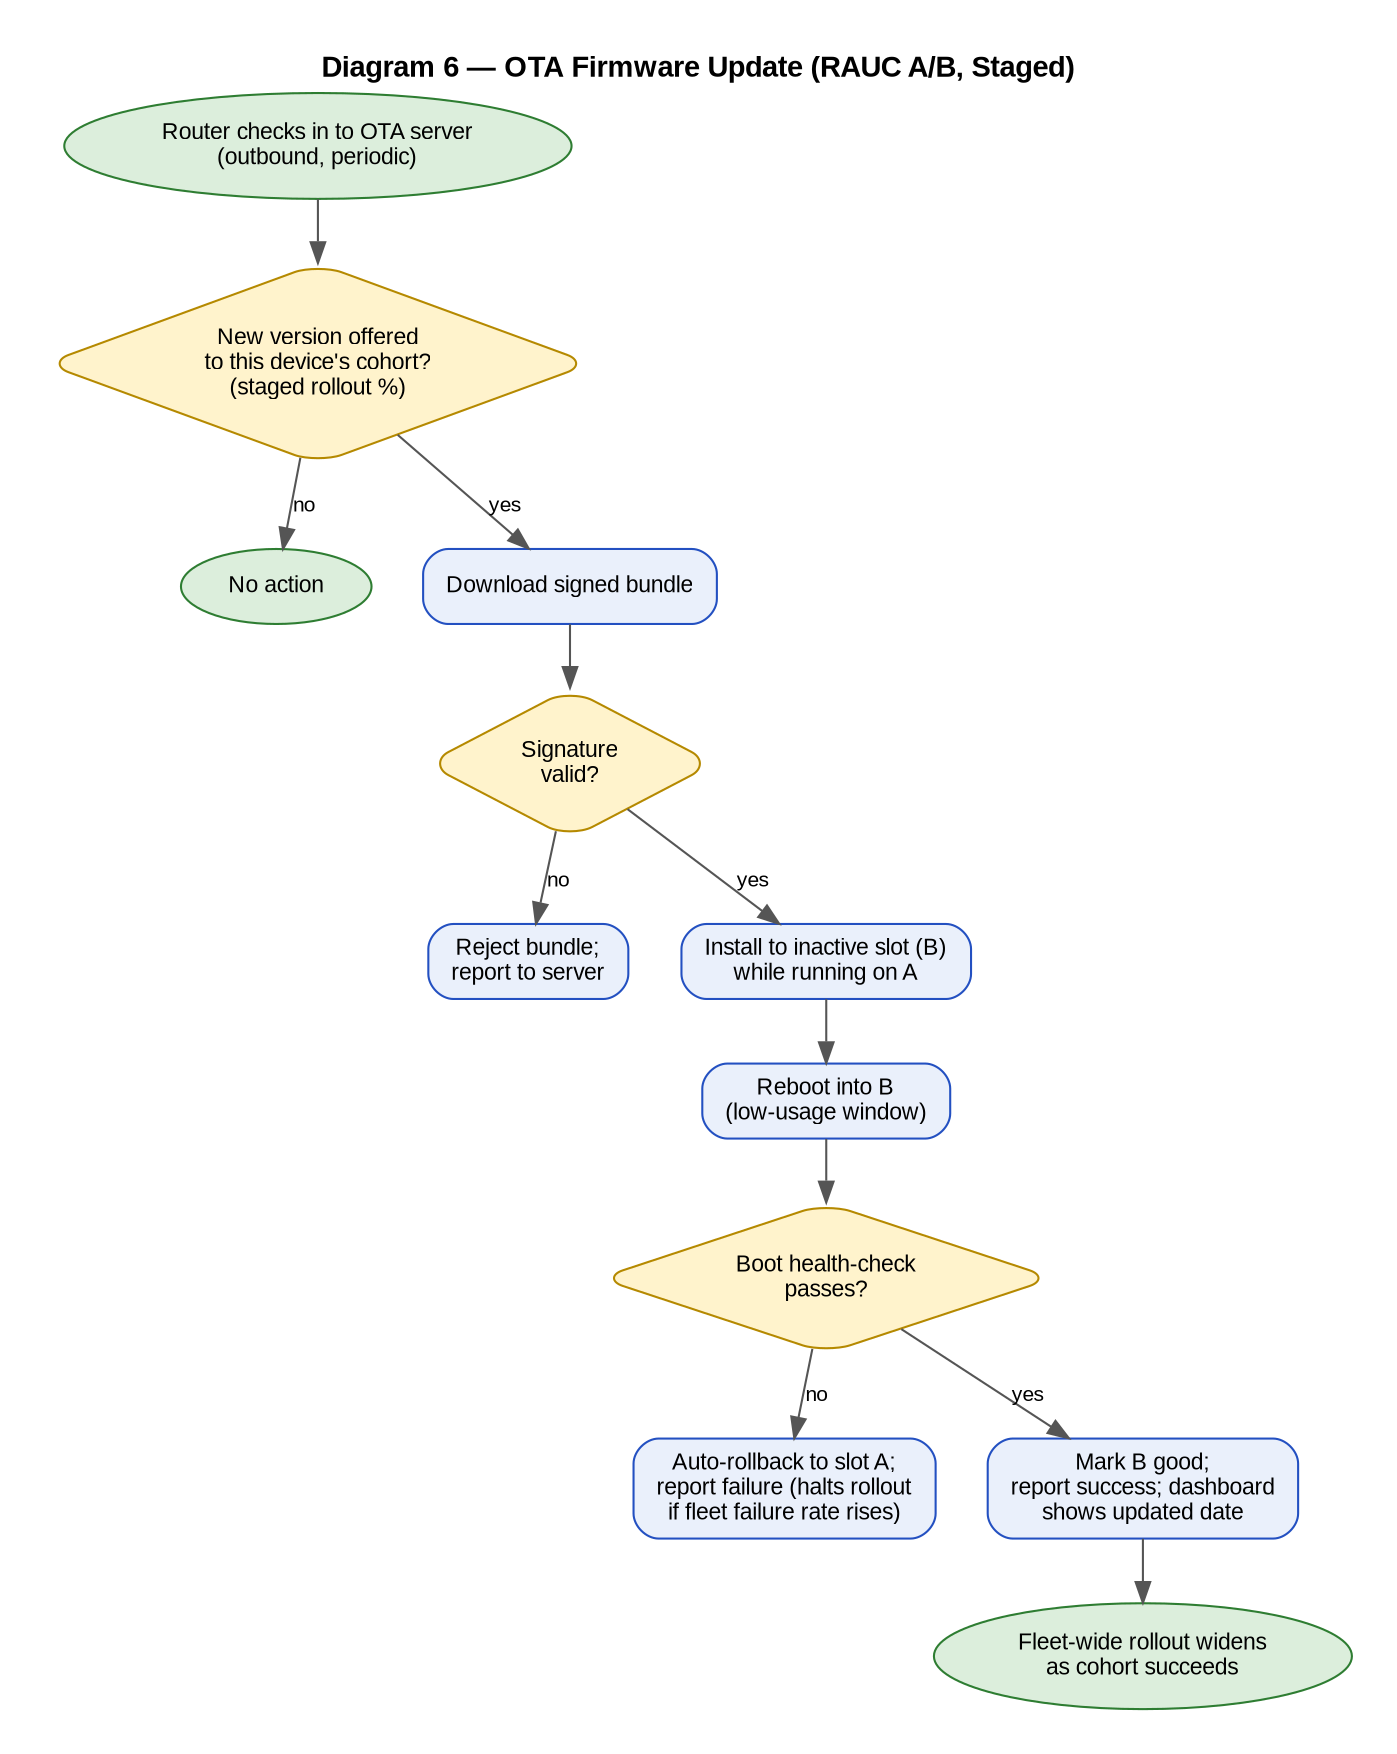 Diagram 6 — OTA Firmware Update (RAUC A/B, Staged)
Router checks in to OTA server
(outbound, periodic)
New version offered
to this device's cohort?
(staged rollout %)
no
yes
No action
Download signed bundle
Signature
valid?
no
yes
Reject bundle;
report to server
Install to inactive slot (B)
while running on A
Reboot into B
(low-usage window)
Boot health-check
passes?
no
yes
Auto-rollback to slot A;
report failure (halts rollout
if fleet failure rate rises)
Mark B good;
report success; dashboard
shows updated date
Fleet-wide rollout widens
as cohort succeeds